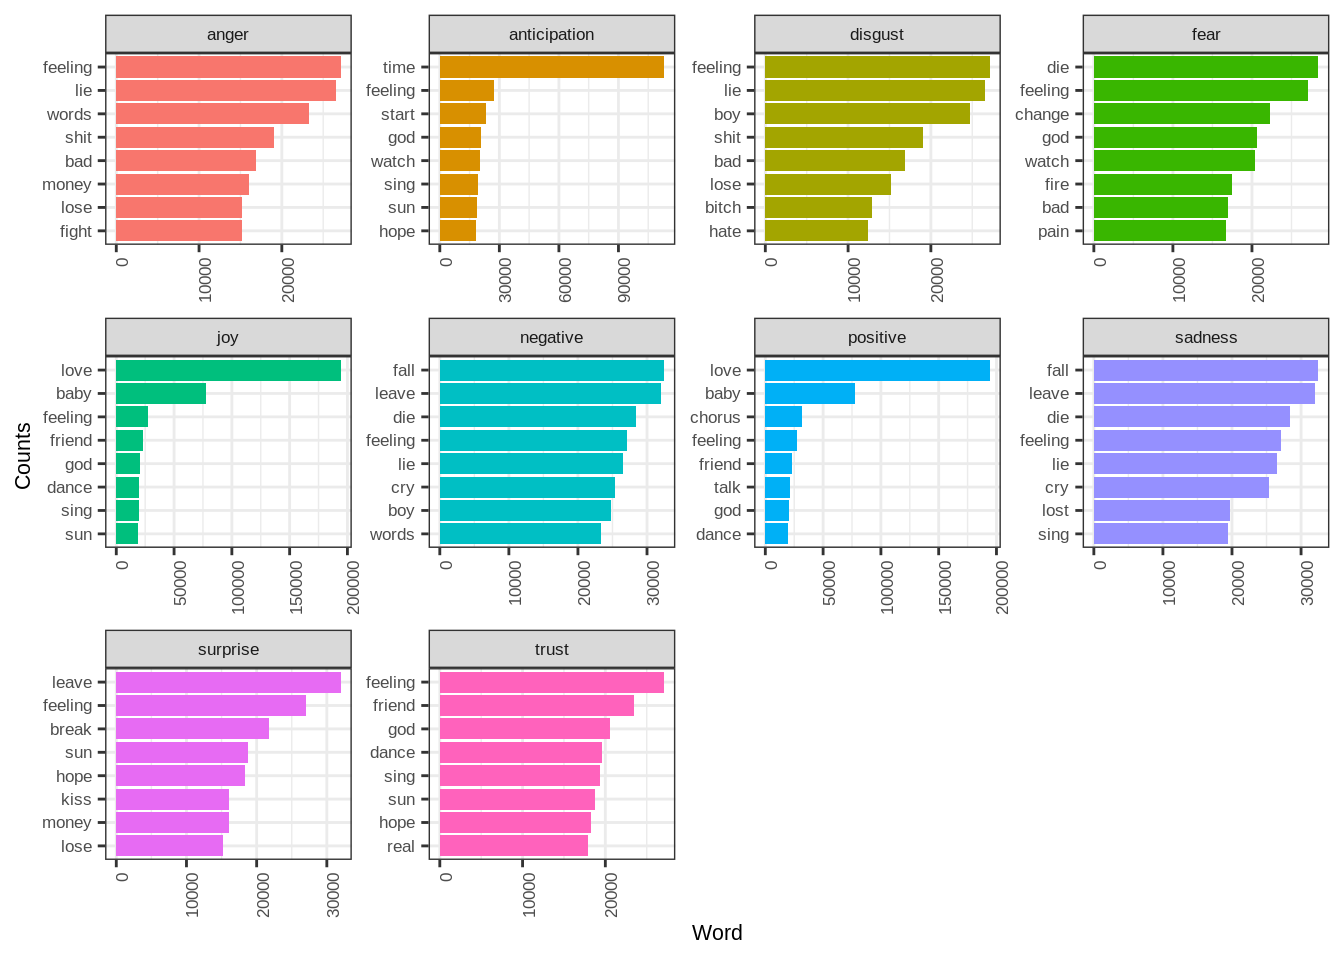 anger
feeling
lie
words
shit
bad
money
lose
fight
0
10000
20000
anticipation
time
feeling
start
god
watch
sing
sun
hope
0
30000
60000
90000
disgust
feeling
lie
boy
shit
bad
lose
bitch
hate
0
10000
20000
fear
die
feeling
change
god
watch
fire
bad
pain
0
10000
20000
Counts
joy
love
baby
feeling
friend
god
dance
sing
sun
0
50000
100000
150000
200000
negative
fall
leave
die
feeling
lie
cry
boy
words
0
10000
20000
30000
positive
love
baby
chorus
feeling
friend
talk
god
dance
0
50000
100000
150000
200000
sadness
fall
leave
die
feeling
lie
cry
lost
sing
0
10000
20000
30000
surprise
leave
feeling
break
sun
hope
kiss
money
lose
0
10000
20000
30000
trust
feeling
friend
god
dance
sing
sun
hope
real
0
10000
20000
Word